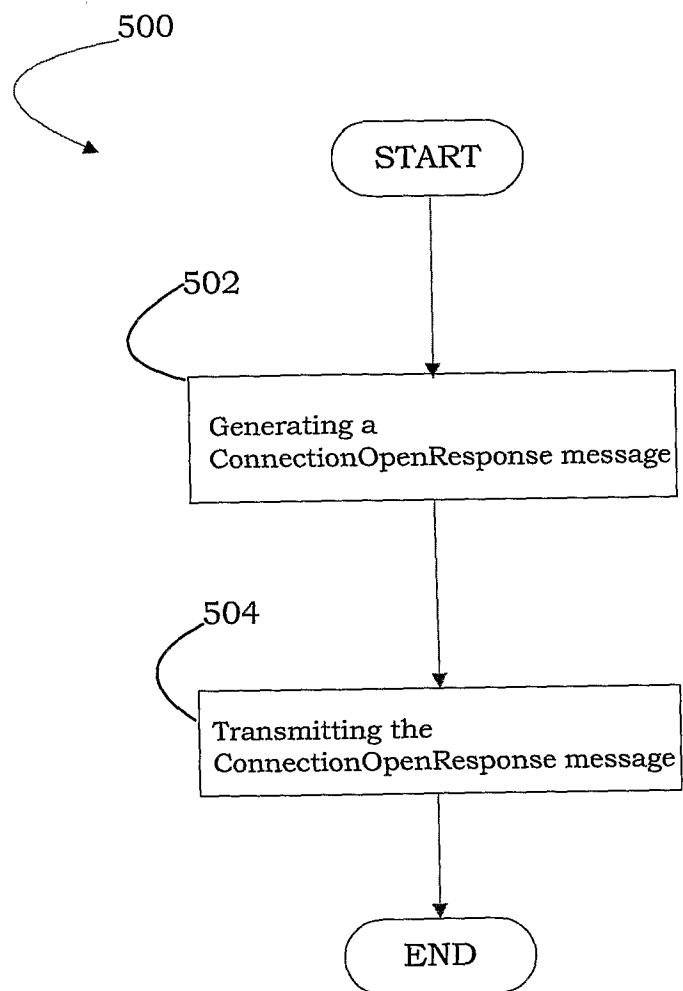 500
START
502
Generating a
ConnectionOpenResponse message
504
Transmitting the
ConnectionOpenResponse message
END